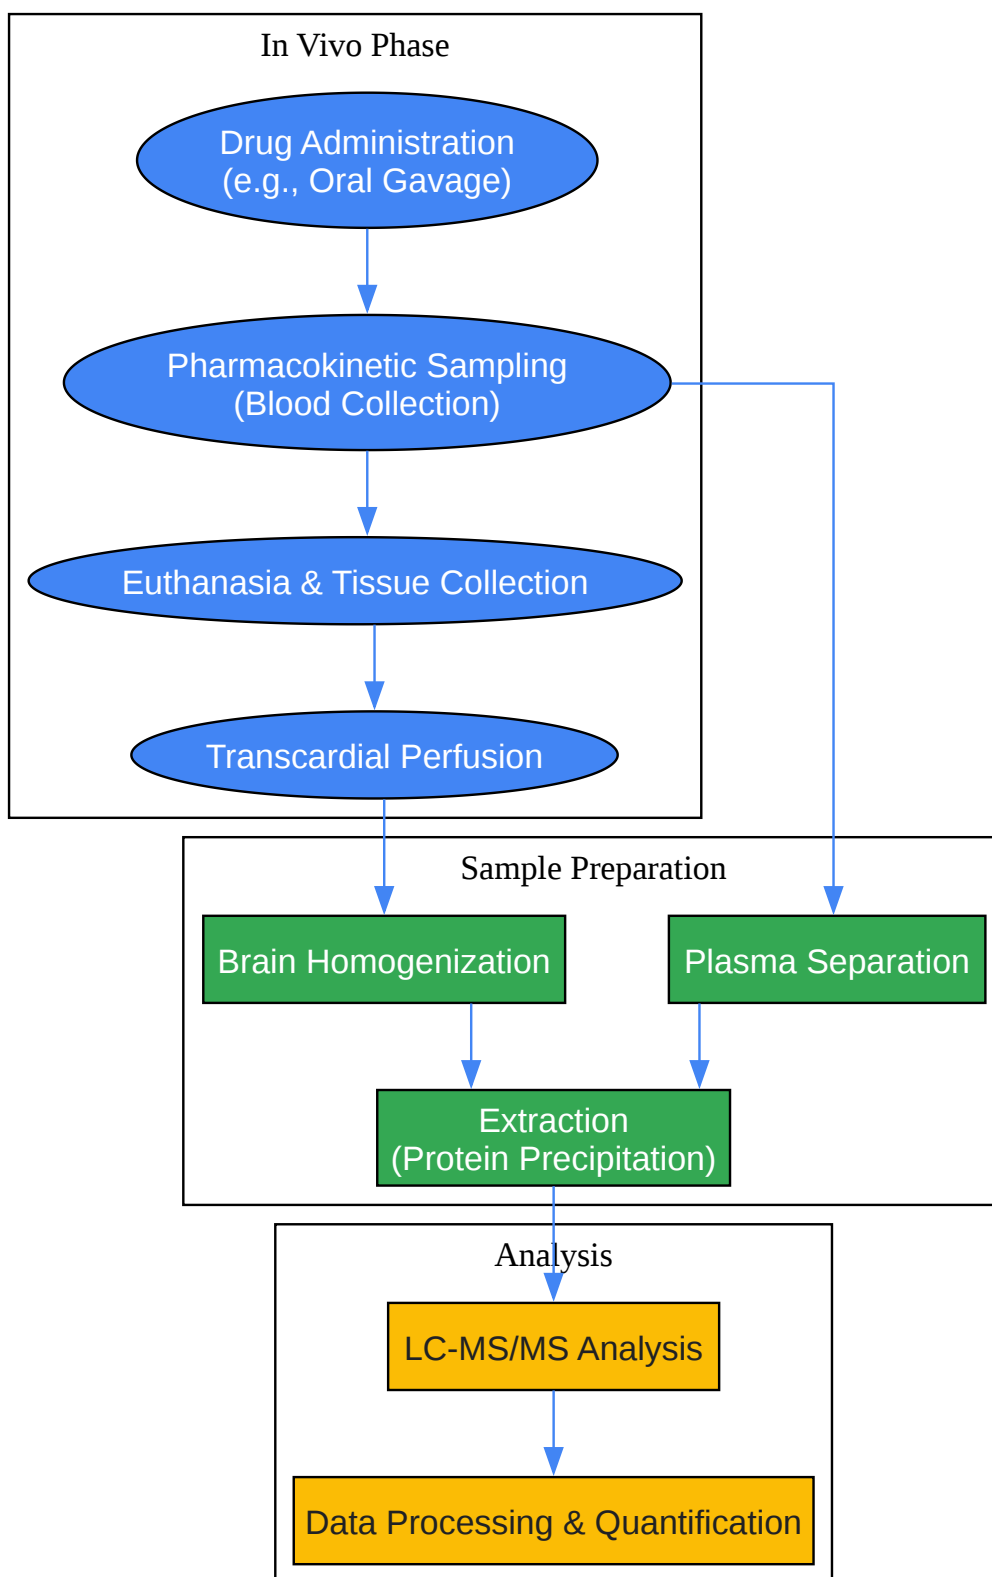 In Vivo Phase
Drug Administration
(e.g., Oral Gavage)
Pharmacokinetic Sampling
(Blood Collection)
Euthanasia & Tissue Collection
Transcardial Perfusion
Sample Preparation
Brain Homogenization
Plasma Separation
Extraction
(Protein Precipitation)
Analysis
LC-MS/MS Analysis
Data Processing & Quantification